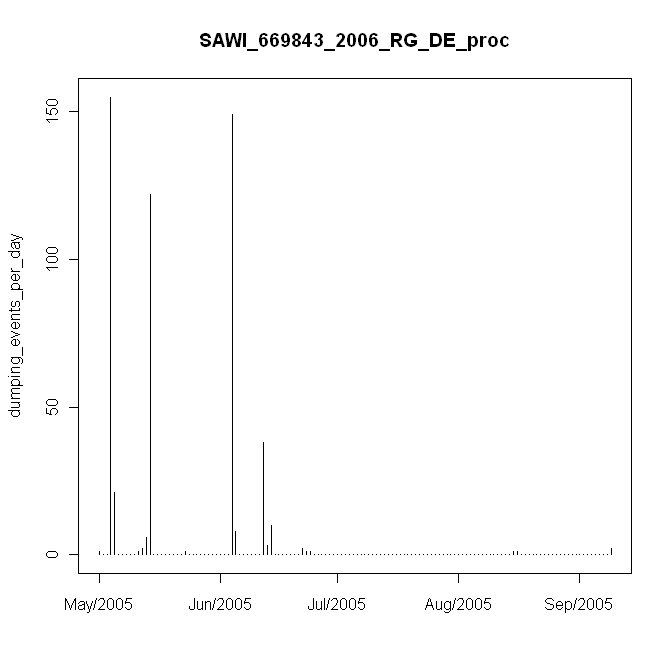 SAWI_669843_2006_RG_DE_proc
dumping_events_per_day
150
100
50
0
May/2005 Jun/2005 Jul/2005 Aug/2005 Sep/2005